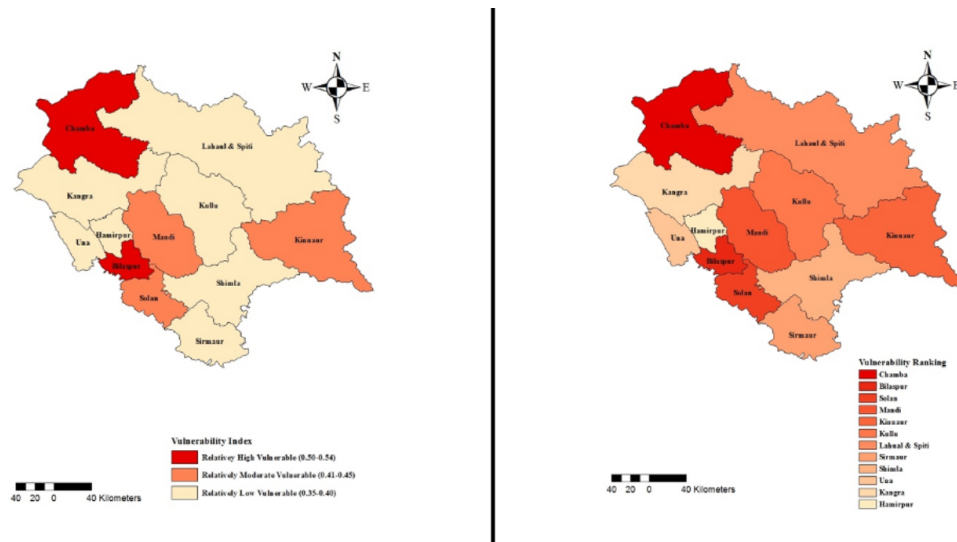 N
W E
S
Chamba
Lahaul & Spiti
Kangra
Kullu
Hamirpur
Una
Mandi
Kinnaur
Bilaspur
Shimla
Solan
Sirmaur
Vulnerability Index
Relativey High Vulnerable (0.50-0.54)
Relatively Moderate Vulnerable (0.41-0.45)
Relatively Low Vulnerable (0.35-0.40)
40 20 0 40 Kilometers
N
W E
S
Chamba
Lahaul & Spiti
Kangra
Kullu
Hamirpur
Una
Mandi
Kinnaur
Bilaspur
Shimla
Solan
Sirmaur
Vulnerability Ranking
Chamba
Bilaspur
Solan
Mandi
Kinnaur
Kullu
Lahual & Spiti
Sirmaur
Shimla
Una
Kangra
Hamirpur
40 20 0 40 Kilometers